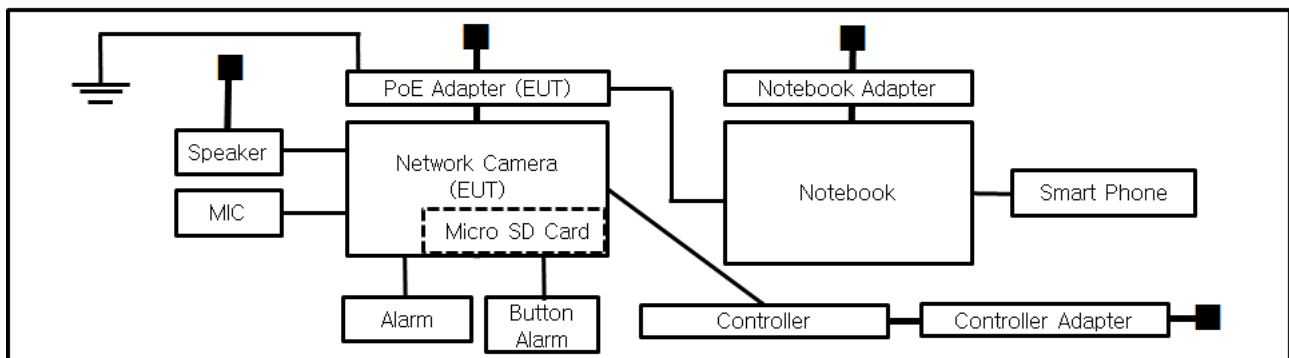 PoE Adapter (EUT)
Notebook Adapter
Speaker
Network Camera
(EUT)
Notebook
Smart Phone
MIC
Micro SD Card
Alarm
Button
Alarm
Controller
Controller Adapter